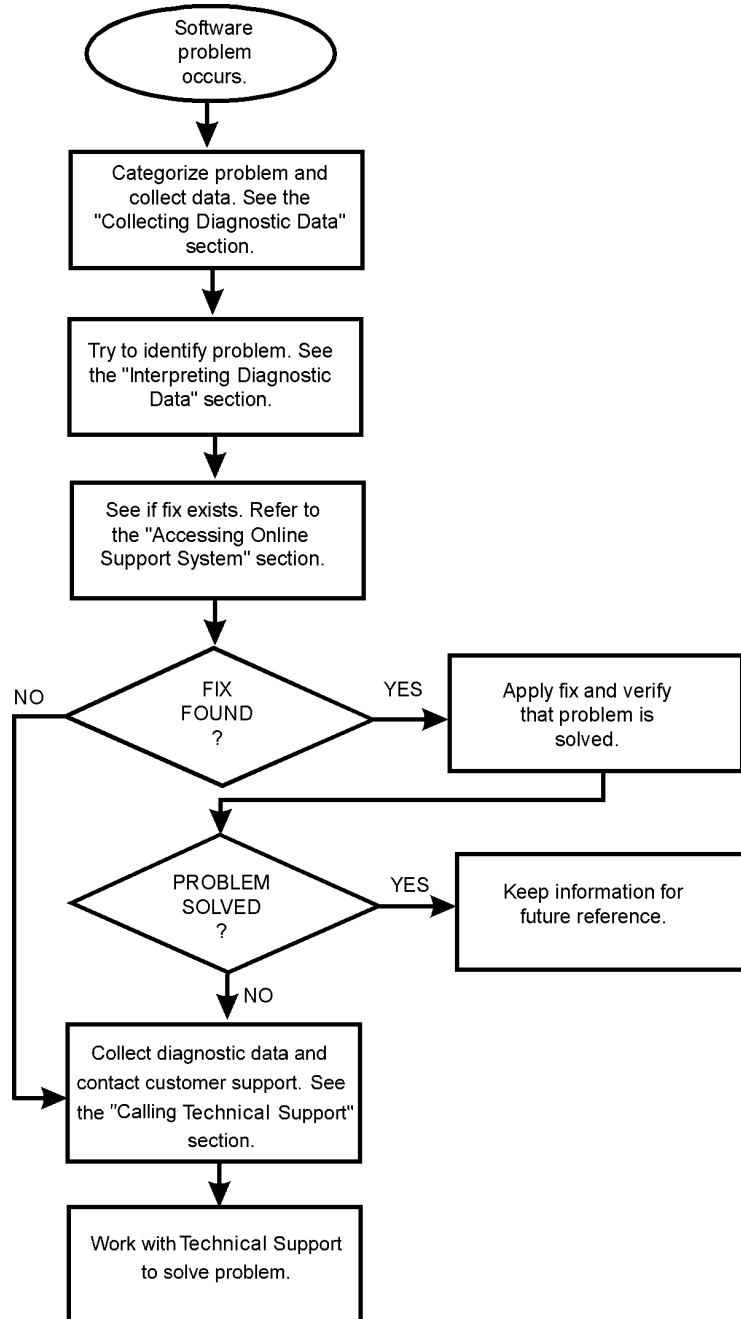 Software
problem
occurs.
Categorize problem and
collect data. See the
"Collecting Diagnostic Data"
section.
Try to identify problem. See
the "Interpreting Diagnostic
Data" section.
See if fix exists. Refer to
the "Accessing Online
Support System" section.
NO
FIX
FOUND
?
YES
Apply fix and verify
that problem is
solved.
PROBLEM
SOLVED
?
YES
Keep information for
future reference.
NO
Collect diagnostic data and
contact customer support. See
the "Calling Technical Support"
section.
Work with Technical Support
to solve problem.